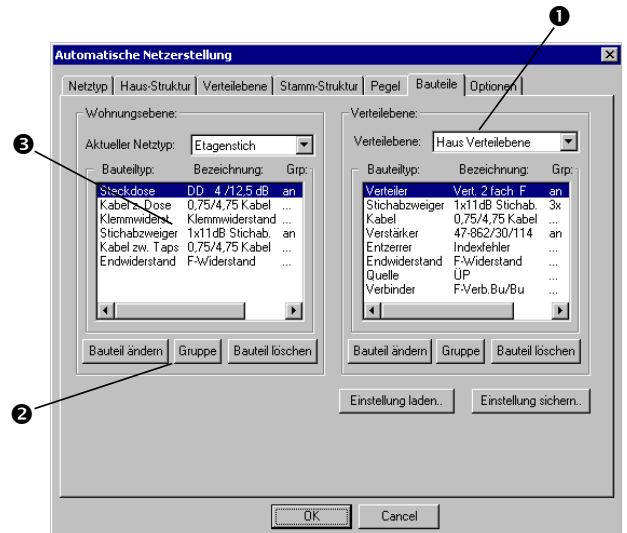 ❶
Automatische Netzerstellung
Netztyp Haus-Struktur Verteilebene Stamm-Struktur Pegel Bauteile Optionen
Wohnungsebene:
Aktueller Netztyp: Etagenstich
❸
Bauteiltyp: Bezeichnung: Grp:
Steckdose DD 4 /12,5 dB an
Kabel z. Dose 0,75/4,75 Kabel ...
Klemmwiderst. Klemmwiderstand ...
Stichabzweiger 1x11dB Stichab. an
Kabel zw. Taps 0,75/4,75 Kabel ...
Endwiderstand F-Widerstand ...
Bauteil ändern Gruppe Bauteil löschen
❷
Verteilebene:
Verteilebene: Haus Verteilebene
Bauteiltyp: Bezeichnung: Grp:
Verteiler Vert. 2 fach F an
Stichabzweiger 1x11dB Stichab. 3x
Kabel 0,75/4,75 Kabel ...
Verstärker 47-862/30/114 an
Entzerrer Indexfehler ...
Endwiderstand F-Widerstand ...
Quelle ÜP ...
Verbinder F-Verb.Bu/Bu ...
Bauteil ändern Gruppe Bauteil löschen
Einstellung laden.. Einstellung sichern..
OK Cancel